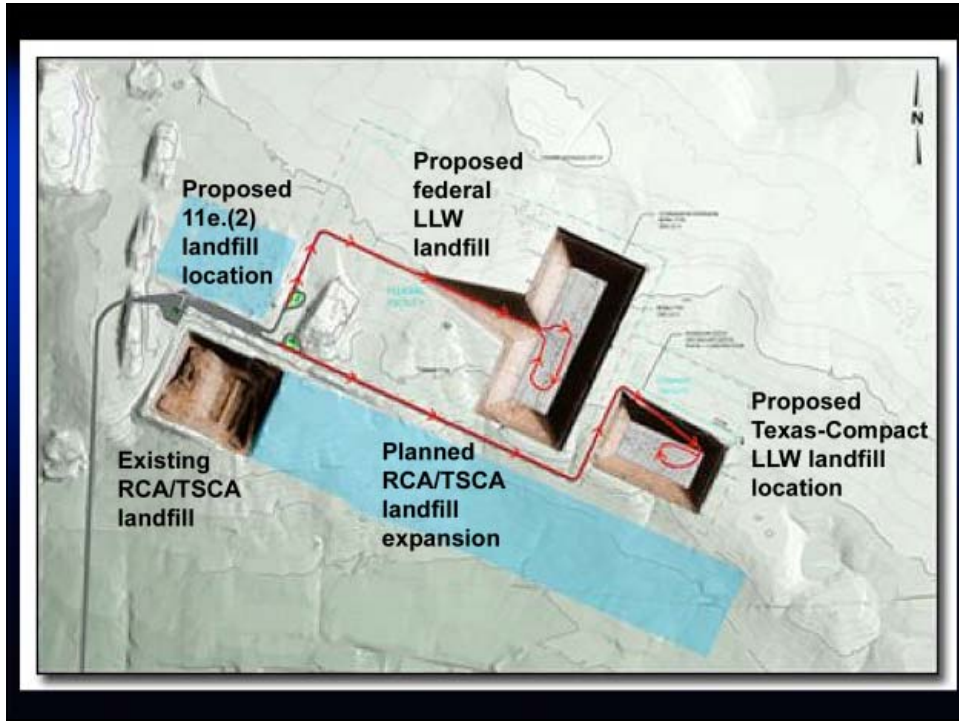 N
Proposed
11e.(2)
landfill
location
Proposed
federal
LLW
landfill
Existing
RCA/TSCA
landfill
Planned
RCA/TSCA
landfill
expansion
Proposed
Texas-Compact
LLW landfill
location